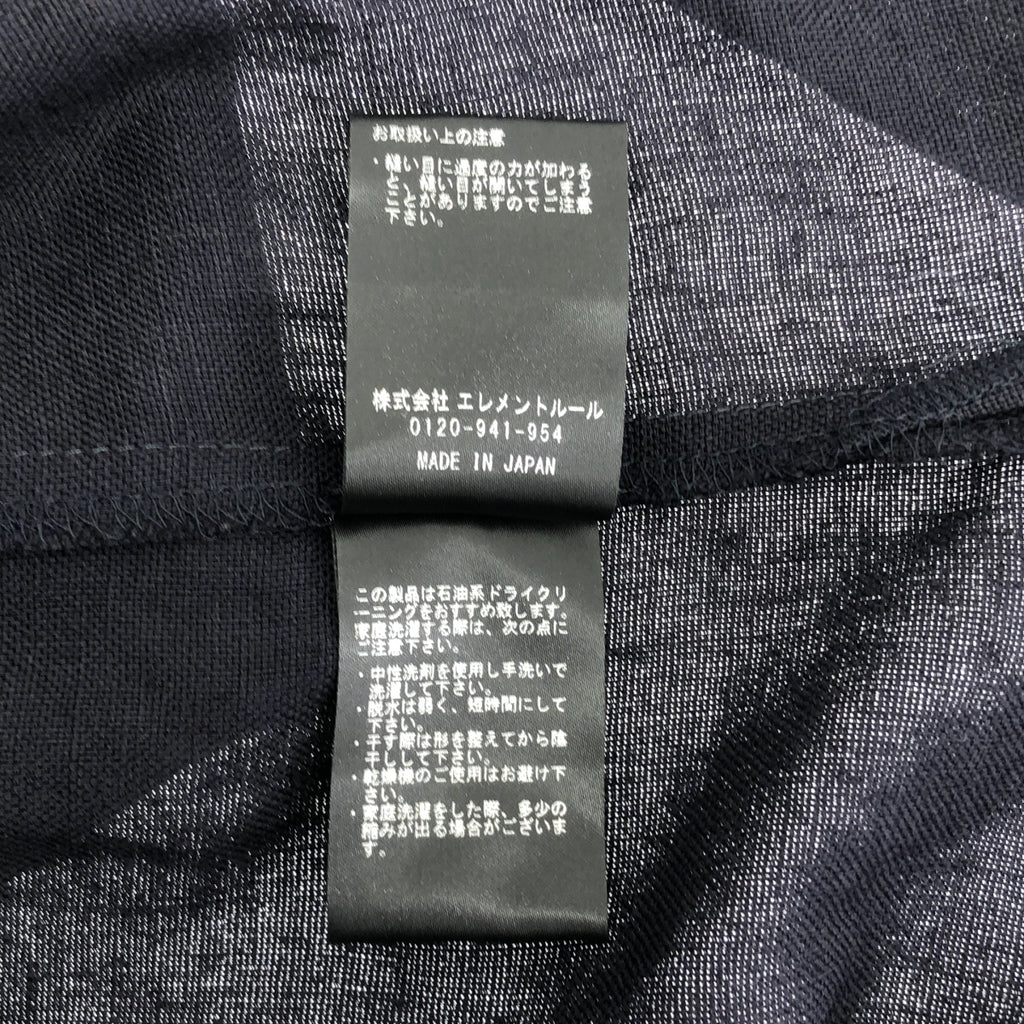 お取扱い上の注意
・縫い目に過度の力が加わる
と、縫い目が開いてしまう
ことがありますのでご注意
下さい。
株式会社 エレメントルール
0120-941-954
MADE IN JAPAN
この製品は石油系ドライクリ
ーニングをおすすめ致します。
家庭洗濯する際は、次の点に
ご注意下さい。
・中性洗剤を使用し手洗いで
洗濯して下さい。
・脱水は弱く、短時間にして
下さい。
・干す際は形を整えてから陰
干しして下さい。
・乾燥機のご使用はお避け下
さい。
・家庭洗濯をした際、多少の
縮みが出る場合がございま
す。